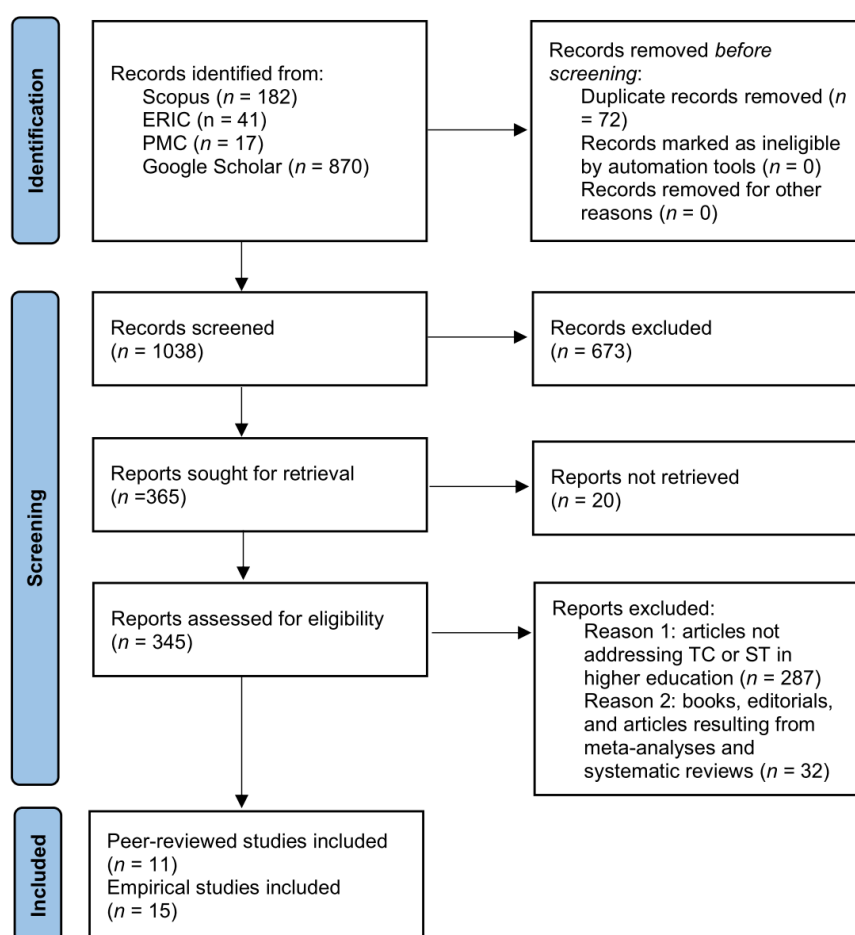 Identification
Records identified from:
Scopus (n = 182)
ERIC (n = 41)
PMC (n = 17)
Google Scholar (n = 870)
Records removed before
screening:
Duplicate records removed (n
= 72)
Records marked as ineligible
by automation tools (n = 0)
Records removed for other
reasons (n = 0)
Screening
Records screened
(n = 1038)
Records excluded
(n = 673)
Reports sought for retrieval
(n =365)
Reports not retrieved
(n = 20)
Reports assessed for eligibility
(n = 345)
Reports excluded:
Reason 1: articles not
addressing TC or ST in
higher education (n = 287)
Reason 2: books, editorials,
and articles resulting from
meta-analyses and
systematic reviews (n = 32)
Included
Peer-reviewed studies included
(n = 11)
Empirical studies included
(n = 15)